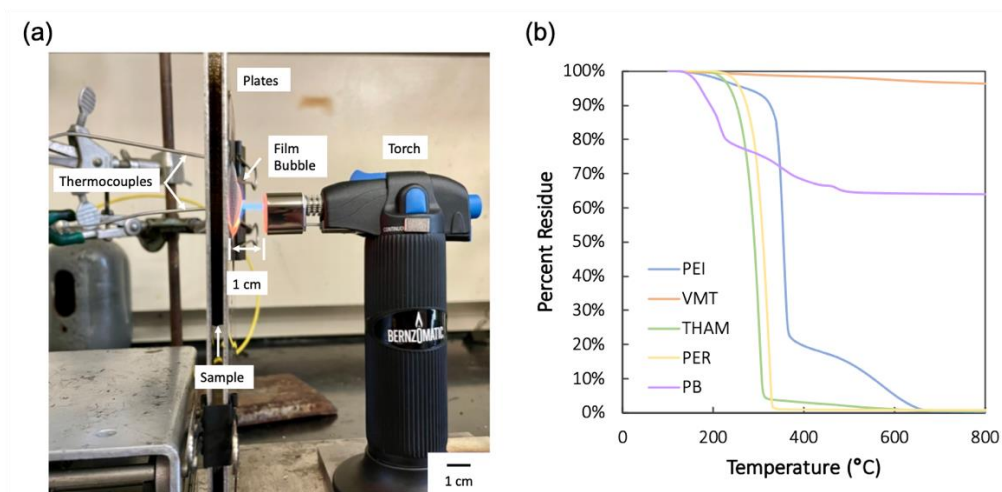 (a)
Plates
Film
Bubble
Torch
Thermocouples
1 cm
CONTINUOUS
BERNZOMATIC
Sample
1 cm
(b)
100%
90%
80%
70%
60%
50%
40%
30%
20%
10%
0%
Percent Residue
PEI
VMT
THAM
PER
PB
0 200 400 600 800
Temperature (°C)